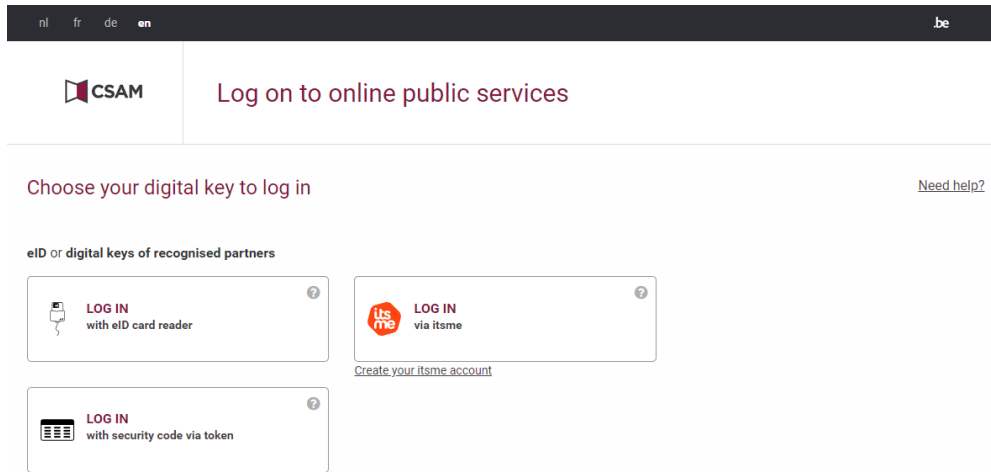 nl fr de en .be
CSAM
Log on to online public services
Choose your digital key to log in
Need help?
eID or digital keys of recognised partners
?
LOG IN
with eID card reader
?
its
me
LOG IN
via itsme
Create your itsme account
?
LOG IN
with security code via token